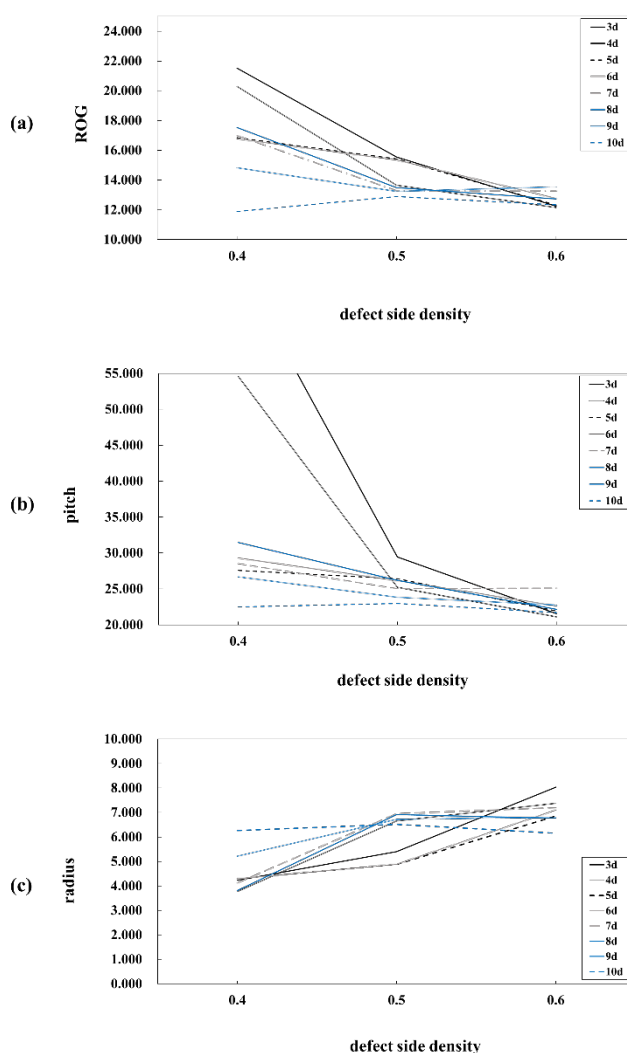 24.000
22.000
20.000
18.000
16.000
14.000
12.000
10.000
ROG
(a)
3d
4d
5d
6d
7d
8d
9d
10d
0.4 0.5 0.6
defect side density
55.000
50.000
45.000
40.000
35.000
30.000
25.000
20.000
pitch
(b)
3d
4d
5d
6d
7d
8d
9d
10d
0.4 0.5 0.6
defect side density
10.000
9.000
8.000
7.000
6.000
5.000
4.000
3.000
2.000
1.000
0.000
radius
(c)
3d
4d
5d
6d
7d
8d
9d
10d
0.4 0.5 0.6
defect side density